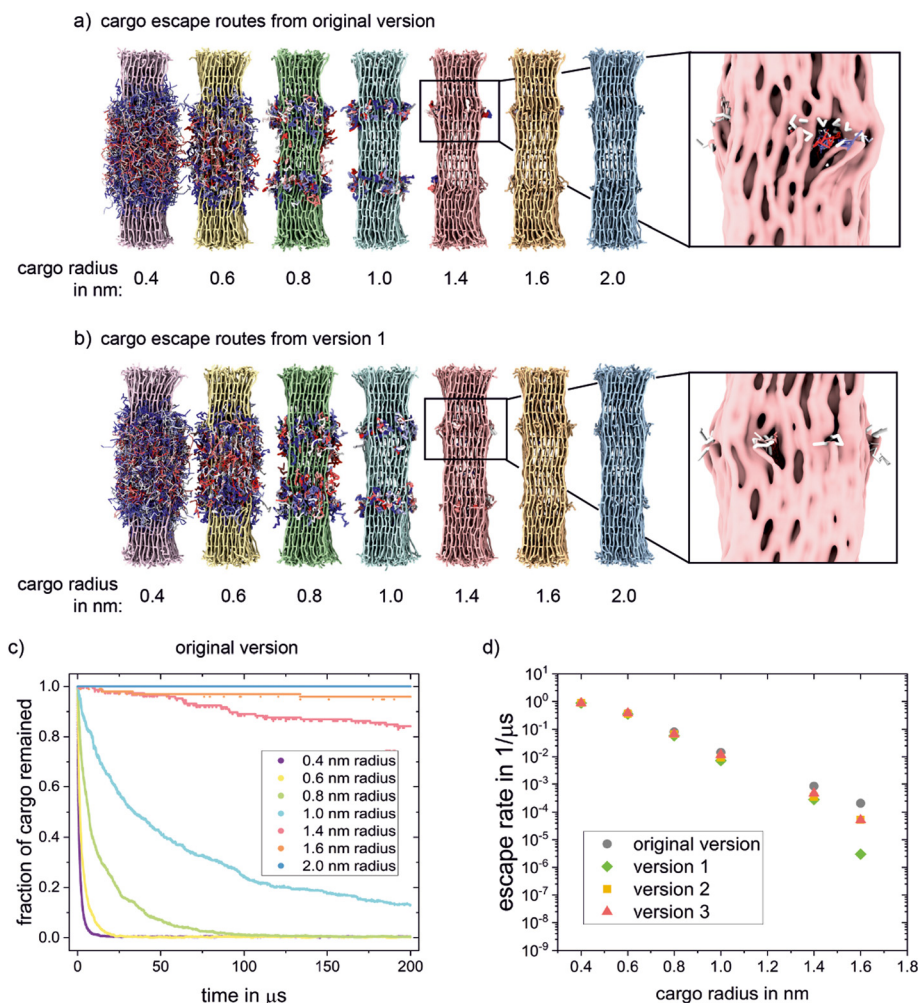 a) cargo escape routes from original version
cargo radius
in nm:
0.4 0.6 0.8 1.0 1.4 1.6 2.0
b) cargo escape routes from version 1
cargo radius
in nm:
0.4 0.6 0.8 1.0 1.4 1.6 2.0
c) original version
fraction of cargo remained
1.0
0.8
0.6
0.4
0.2
0.0
0.4 nm radius
0.6 nm radius
0.8 nm radius
1.0 nm radius
1.4 nm radius
1.6 nm radius
2.0 nm radius
0 50 100 150 200
time in μs
d)
escape rate in 1/μs
10¹
10⁰
10⁻¹
10⁻²
10⁻³
10⁻⁴
10⁻⁵
10⁻⁶
10⁻⁷
10⁻⁸
10⁻⁹
original version
version 1
version 2
version 3
0.4 0.6 0.8 1.0 1.2 1.4 1.6 1.8
cargo radius in nm